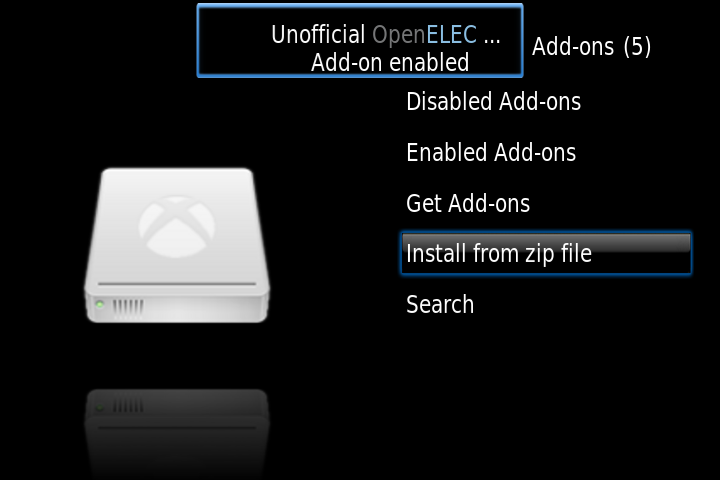 Unofficial OpenELEC ...
Add-on enabled
Add-ons (5)
Disabled Add-ons
Enabled Add-ons
Get Add-ons
Install from zip file
Search